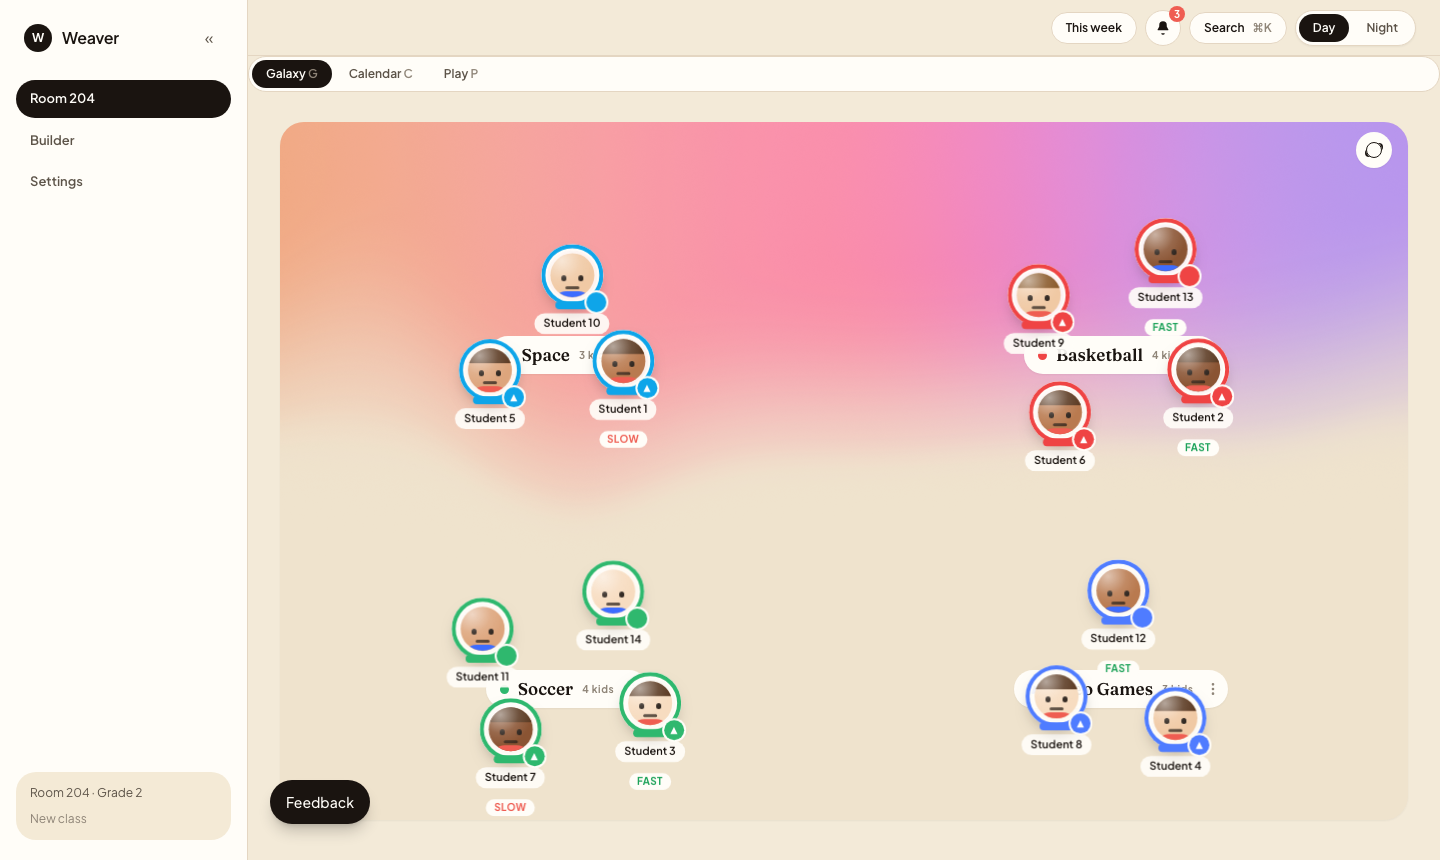 W Weaver «
This week
3
Search ⌘K
Day Night
Galaxy G Calendar C Play P
Room 204
Builder
Settings
Student 10
Space
Student 5
Student 1
SLOW
Student 13
FAST
Student 9
Basketball
Student 2
FAST
Student 6
Student 14
Student 11
Soccer 4 kids
Student 3
FAST
Student 7
SLOW
Student 12
FAST
Games
Student 8
Student 4
Feedback
Room 204 · Grade 2
New class